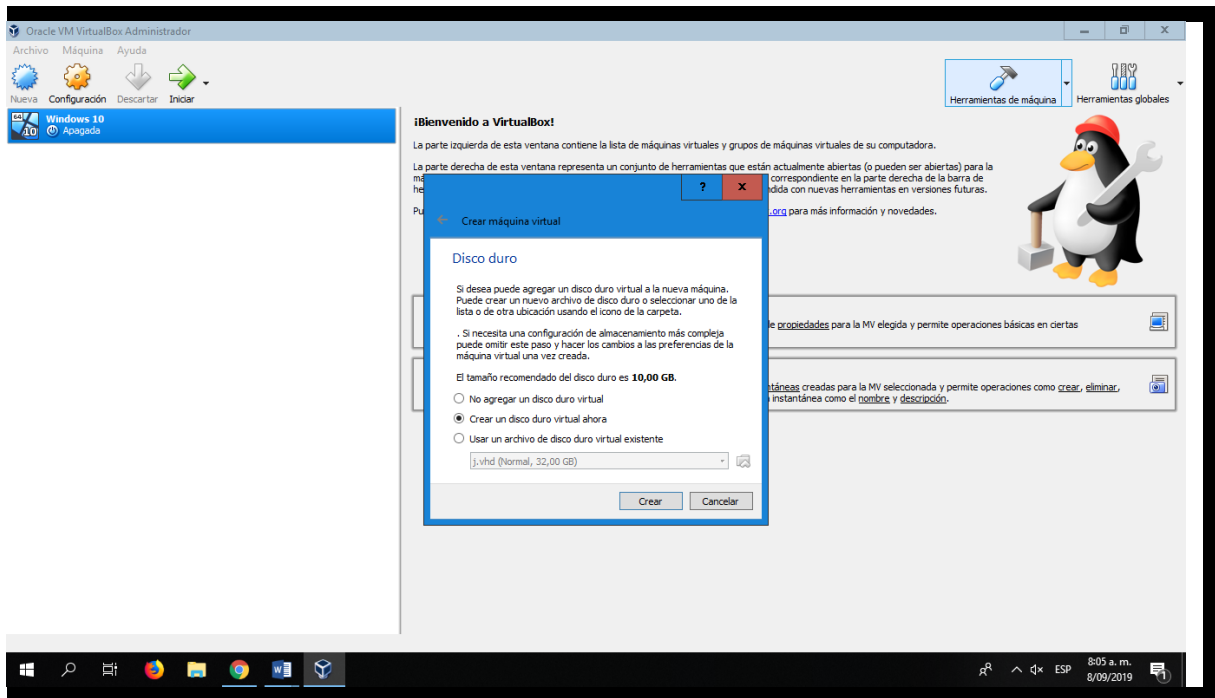 Oracle VM VirtualBox Administrador
Archivo Máquina Ayuda
Nueva Configuración Descartar Iniciar
Herramientas de máquina Herramientas globales
64
10
Windows 10
Apagada
¡Bienvenido a VirtualBox!
La parte izquierda de esta ventana contiene la lista de máquinas virtuales y grupos de máquinas virtuales de su computadora.
La parte derecha de esta ventana representa un conjunto de herramientas que están actualmente abiertas (o pueden ser abiertas) para la
correspondiente en la parte derecha de la barra de
dida con nuevas herramientas en versiones futuras.
.org para más información y novedades.
? x
Crear máquina virtual
Disco duro
Si desea puede agregar un disco duro virtual a la nueva máquina.
Puede crear un nuevo archivo de disco duro o seleccionar uno de la
lista o de otra ubicación usando el icono de la carpeta.
. Si necesita una configuración de almacenamiento más compleja
puede omitir este paso y hacer los cambios a las preferencias de la
máquina virtual una vez creada.
El tamaño recomendado del disco duro es 10,00 GB.
No agregar un disco duro virtual
Crear un disco duro virtual ahora
Usar un archivo de disco duro virtual existente
j.vhd (Normal, 32,00 GB)
Crear Cancelar
propiedades para la MV elegida y permite operaciones básicas en ciertas
táneas creadas para la MV seleccionada y permite operaciones como crear, eliminar,
instantánea como el nombre y descripción.
ESP
8:05 a. m.
8/09/2019
1